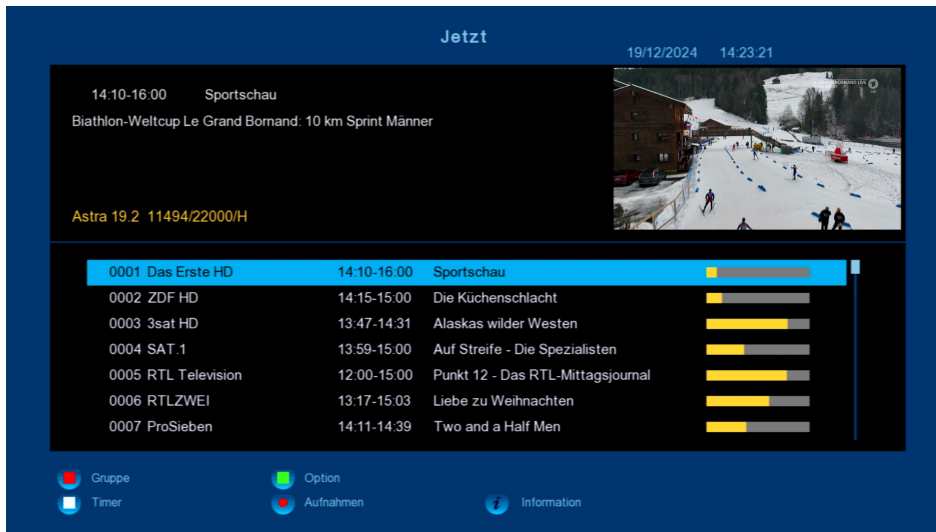 Jetzt
19/12/2024 14:23:21
14:10-16:00 Sportschau
Biathlon-Weltcup Le Grand Bornand: 10 km Sprint Männer
Astra 19.2 11494/22000/H
0001 Das Erste HD 14:10-16:00 Sportschau
0002 ZDF HD 14:15-15:00 Die Küchenschlacht
0003 3sat HD 13:47-14:31 Alaskas wilder Westen
0004 SAT.1 13:59-15:00 Auf Streife - Die Spezialisten
0005 RTL Television 12:00-15:00 Punkt 12 - Das RTL-Mittagsjournal
0006 RTLZWEI 13:17-15:03 Liebe zu Weihnachten
0007 ProSieben 14:11-14:39 Two and a Half Men
Gruppe Option
Timer Aufnahmen Information